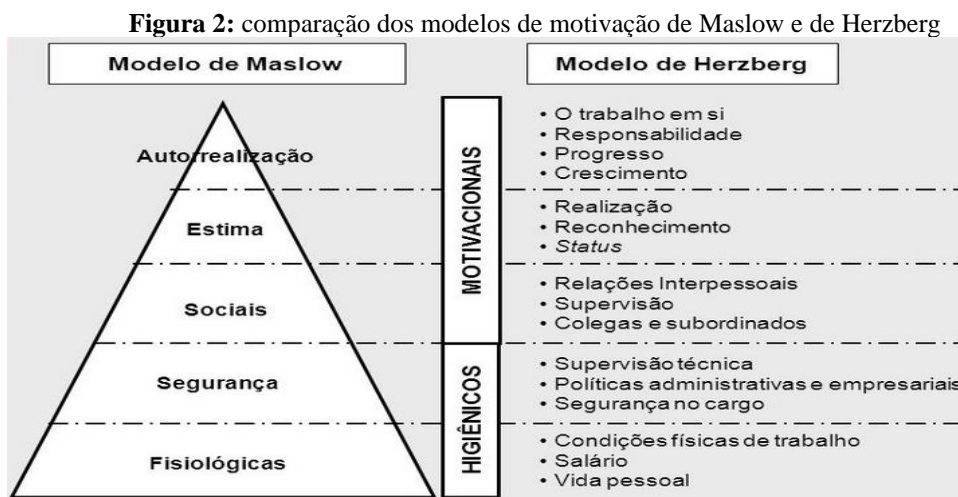 Figura 2: comparação dos modelos de motivação de Maslow e de Herzberg
Modelo de Maslow
Modelo de Herzberg
Autorrealização
Estima
Sociais
Segurança
Fisiológicas
MOTIVACIONAIS
HIGIÊNICOS
• O trabalho em si
• Responsabilidade
• Progresso
• Crescimento
• Realização
• Reconhecimento
• Status
• Relações Interpessoais
• Supervisão
• Colegas e subordinados
• Supervisão técnica
• Políticas administrativas e empresariais
• Segurança no cargo
• Condições físicas de trabalho
• Salário
• Vida pessoal